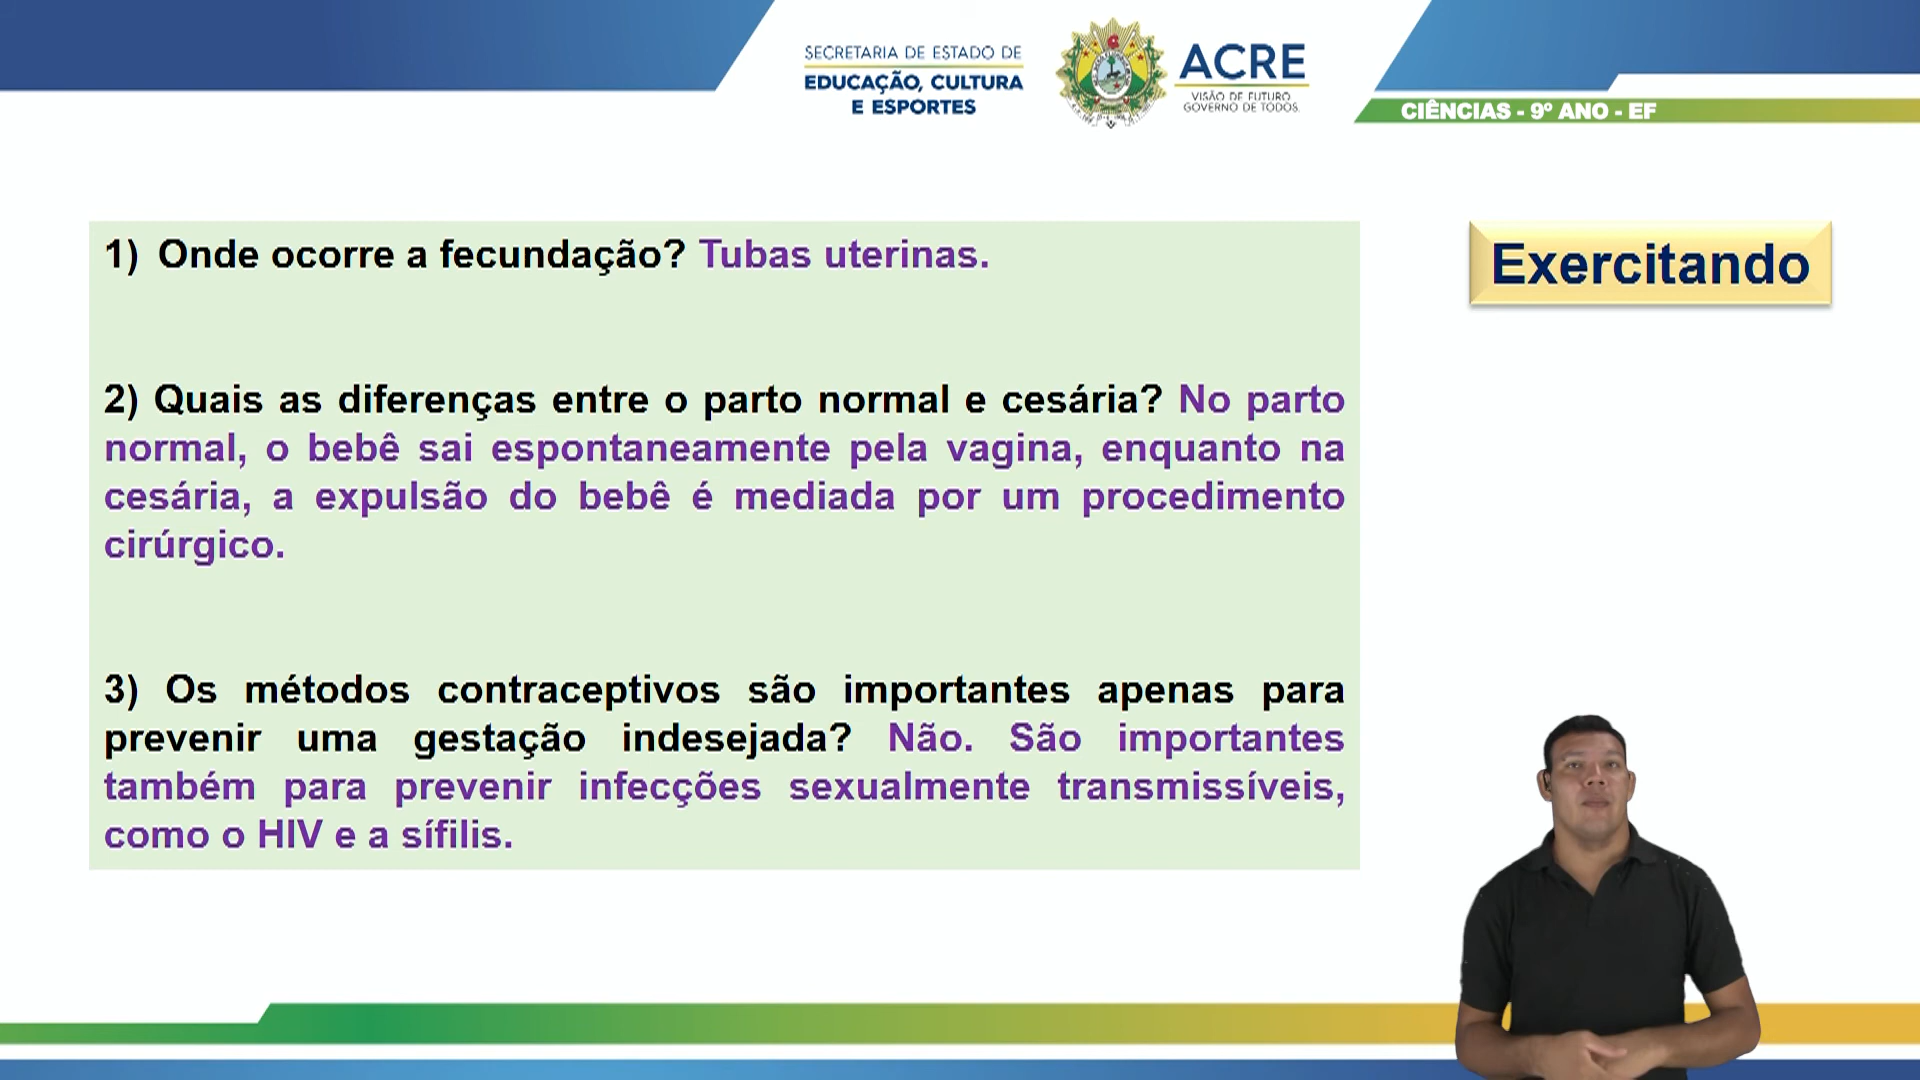 SECRETARIA DE ESTADO DE
EDUCAÇÃO, CULTURA
E ESPORTES
ACRE
VISÃO DE FUTURO
GOVERNO DE TODOS.
CIÊNCIAS - 9º ANO - EF
Exercitando
1) Onde ocorre a fecundação? Tubas uterinas.
2) Quais as diferenças entre o parto normal e cesária? No parto
normal, o bebê sai espontaneamente pela vagina, enquanto na
cesária, a expulsão do bebê é mediada por um procedimento
cirúrgico.
3) Os métodos contraceptivos são importantes apenas para
prevenir uma gestação indesejada? Não. São importantes
também para prevenir infecções sexualmente transmissíveis,
como o HIV e a sífilis.